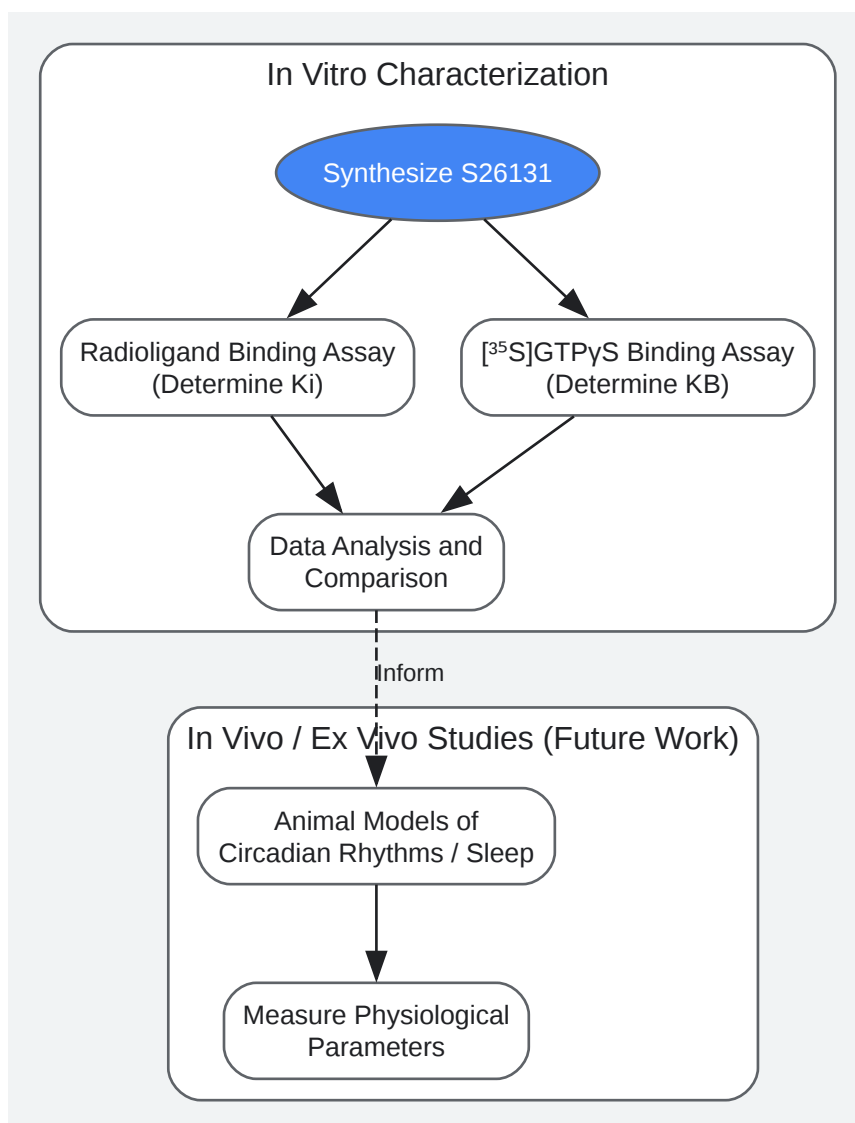 In Vitro Characterization
Synthesize S26131
Radioligand Binding Assay
(Determine Ki)
[³⁵S]GTPγS Binding Assay
(Determine KB)
Data Analysis and
Comparison
Inform
In Vivo / Ex Vivo Studies (Future Work)
Animal Models of
Circadian Rhythms / Sleep
Measure Physiological
Parameters